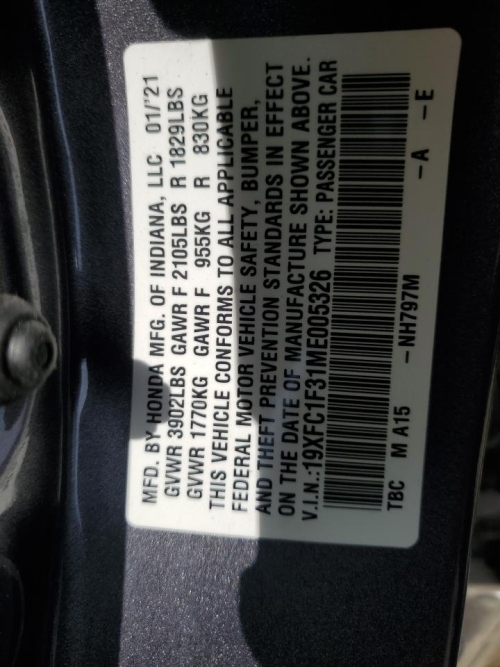 MFD. BY HONDA MFG. OF INDIANA, LLC 01/'21
GVWR 3902LBS GAWR F 2105LBS R 1829LBS
GVWR 1770KG GAWR F 955KG R 830KG
THIS VEHICLE CONFORMS TO ALL APPLICABLE
FEDERAL MOTOR VEHICLE SAFETY, BUMPER,
AND THEFT PREVENTION STANDARDS IN EFFECT
ON THE DATE OF MANUFACTURE SHOWN ABOVE.
V.I.N.:19XFC1F31ME005326 TYPE: PASSENGER CAR
TBC M A15 -NH797M -A -E